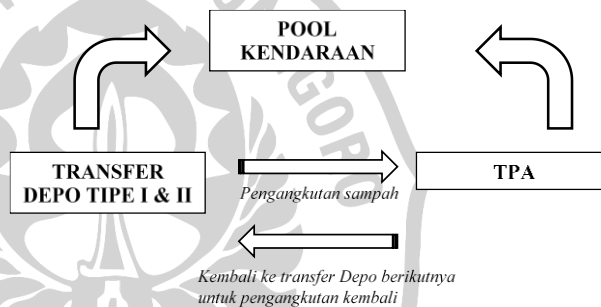 POOL
KENDARAAN
TRANSFER
DEPO TIPE I & II
TPA
Pengangkutan sampah
Kembali ke transfer Depo berikutnya
untuk pengangkutan kembali